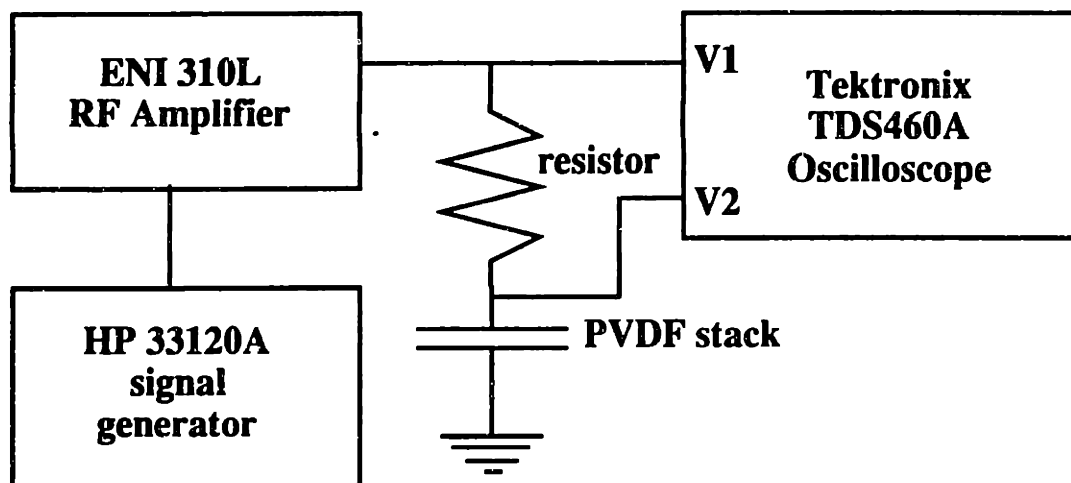 ENI 310L
RF Amplifier
V1
Tektronix
TDS460A
Oscilloscope
resistor
V2
PVDF stack
HP 33120A
signal
generator